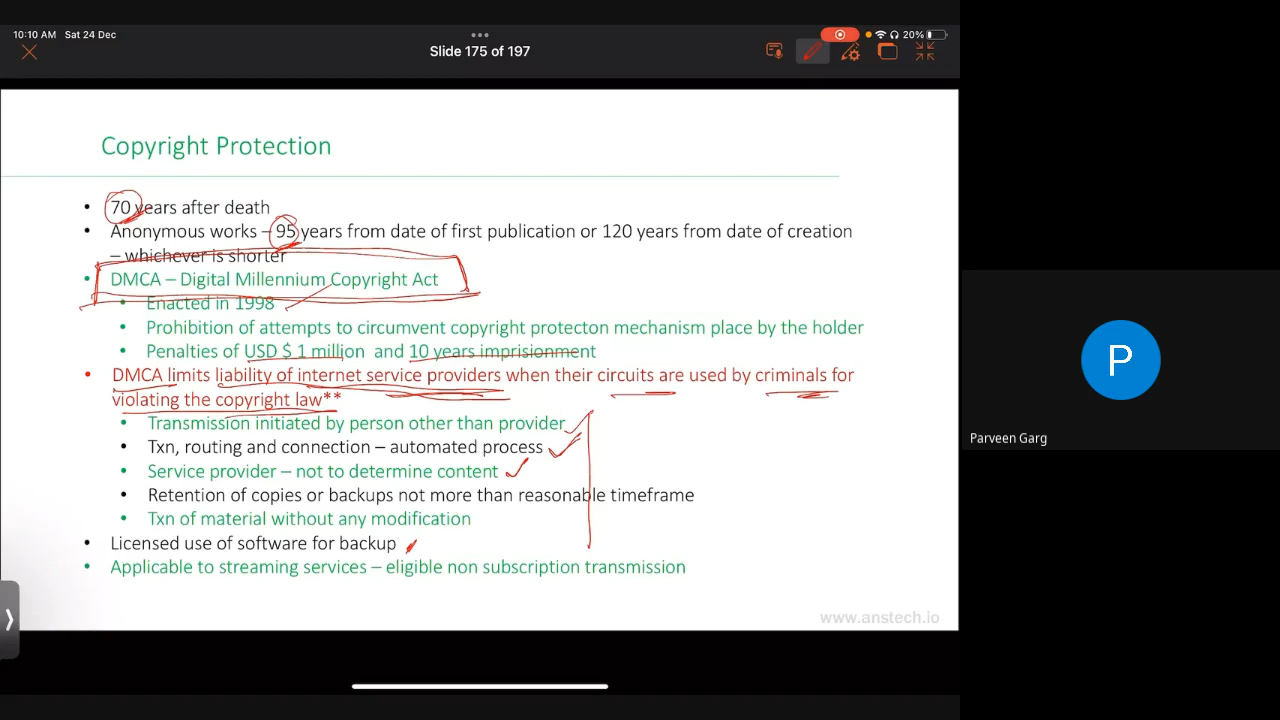 10:10 AM Sat 24 Dec
20%
Slide 175 of 197
Copyright Protection
• 70 years after death
• Anonymous works – 95 years from date of first publication or 120 years from date of creation
– whichever is shorter
• DMCA – Digital Millennium Copyright Act
• Enacted in 1998
• Prohibition of attempts to circumvent copyright protecton mechanism place by the holder
• Penalties of USD $ 1 million and 10 years imprisionment
• DMCA limits liability of internet service providers when their circuits are used by criminals for
violating the copyright law**
• Transmission initiated by person other than provider
• Txn, routing and connection – automated process
• Service provider – not to determine content
• Retention of copies or backups not more than reasonable timeframe
• Txn of material without any modification
• Licensed use of software for backup
• Applicable to streaming services – eligible non subscription transmission
www.anstech.io
P
Parveen Garg